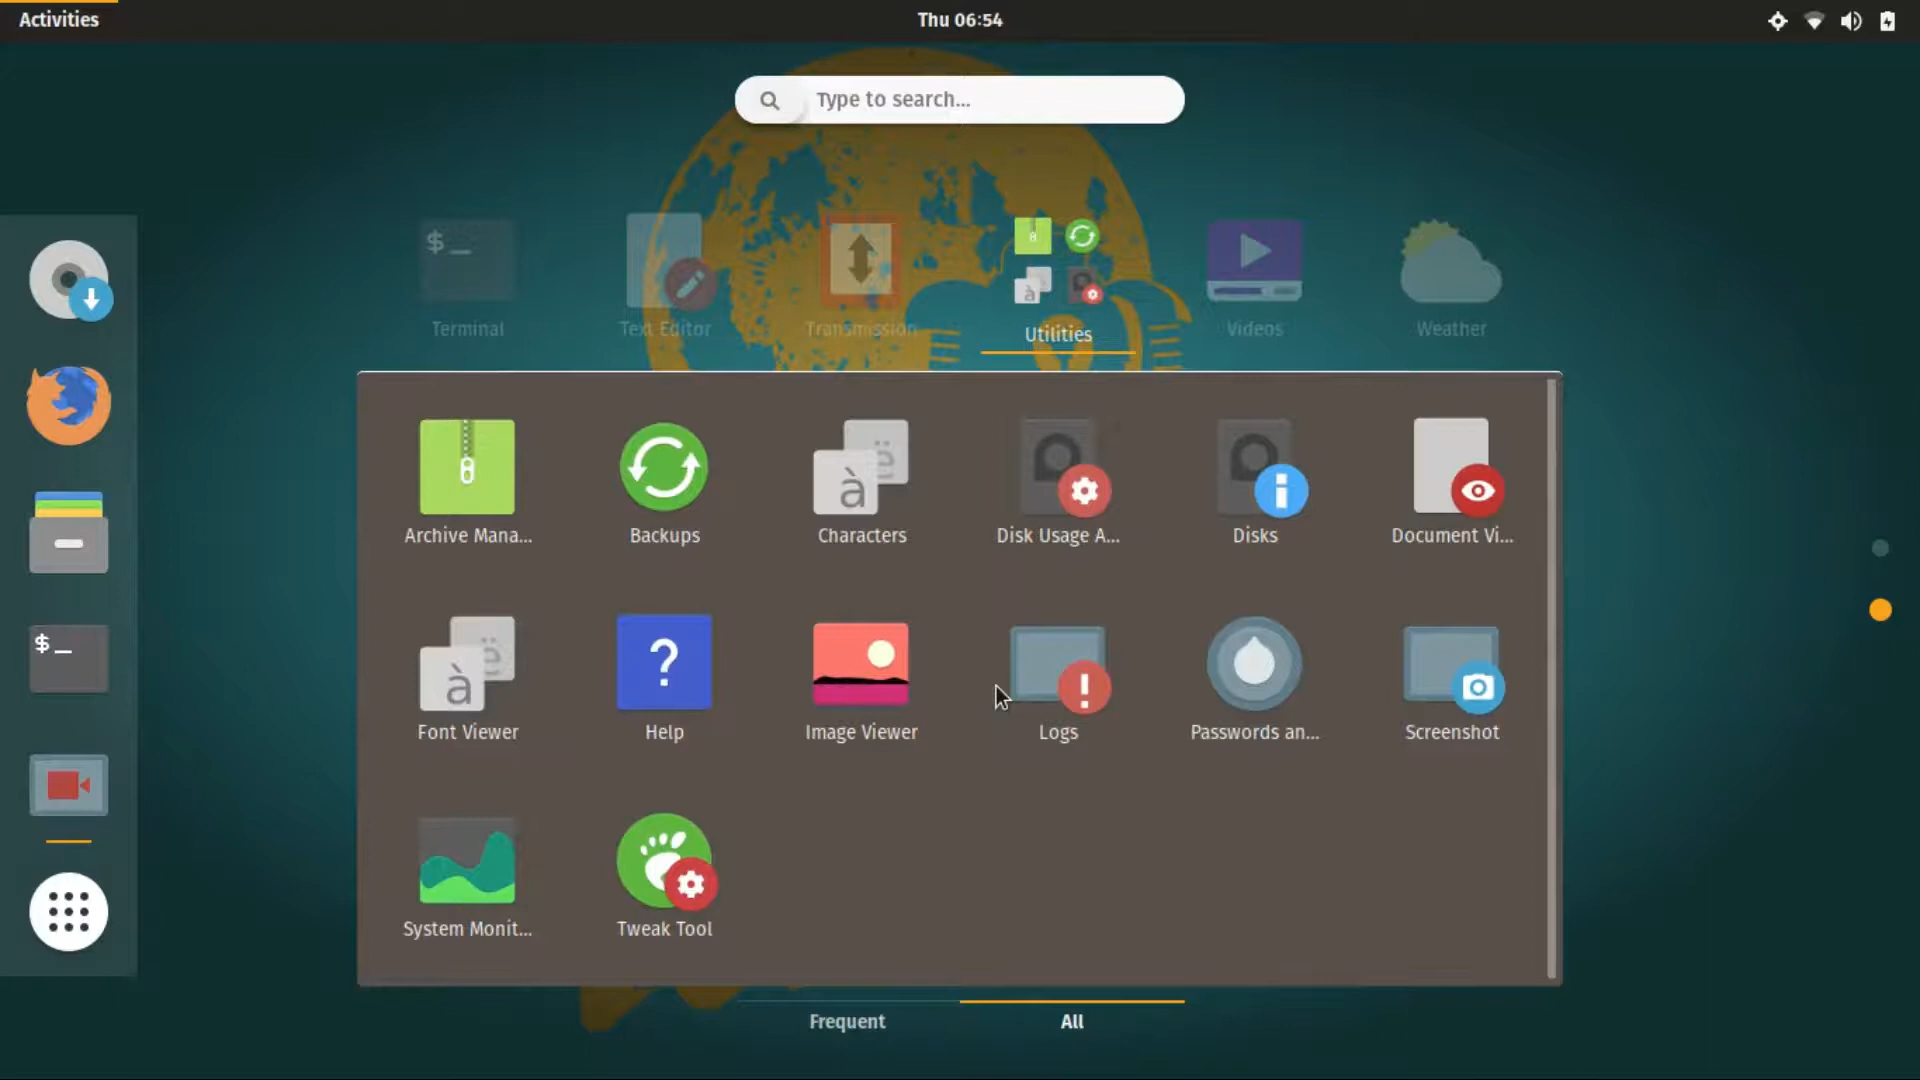 Activities
Thu 06:54
Type to search...
Terminal
Text Editor
Transmission
Utilities
Videos
Weather
$_
Archive Mana...
Backups
Characters
Disk Usage A...
Disks
Document Vi...
à ë
à ë
?
!
Font Viewer
Help
Image Viewer
Logs
Passwords an...
Screenshot
$_
System Monit...
Tweak Tool
Frequent
All